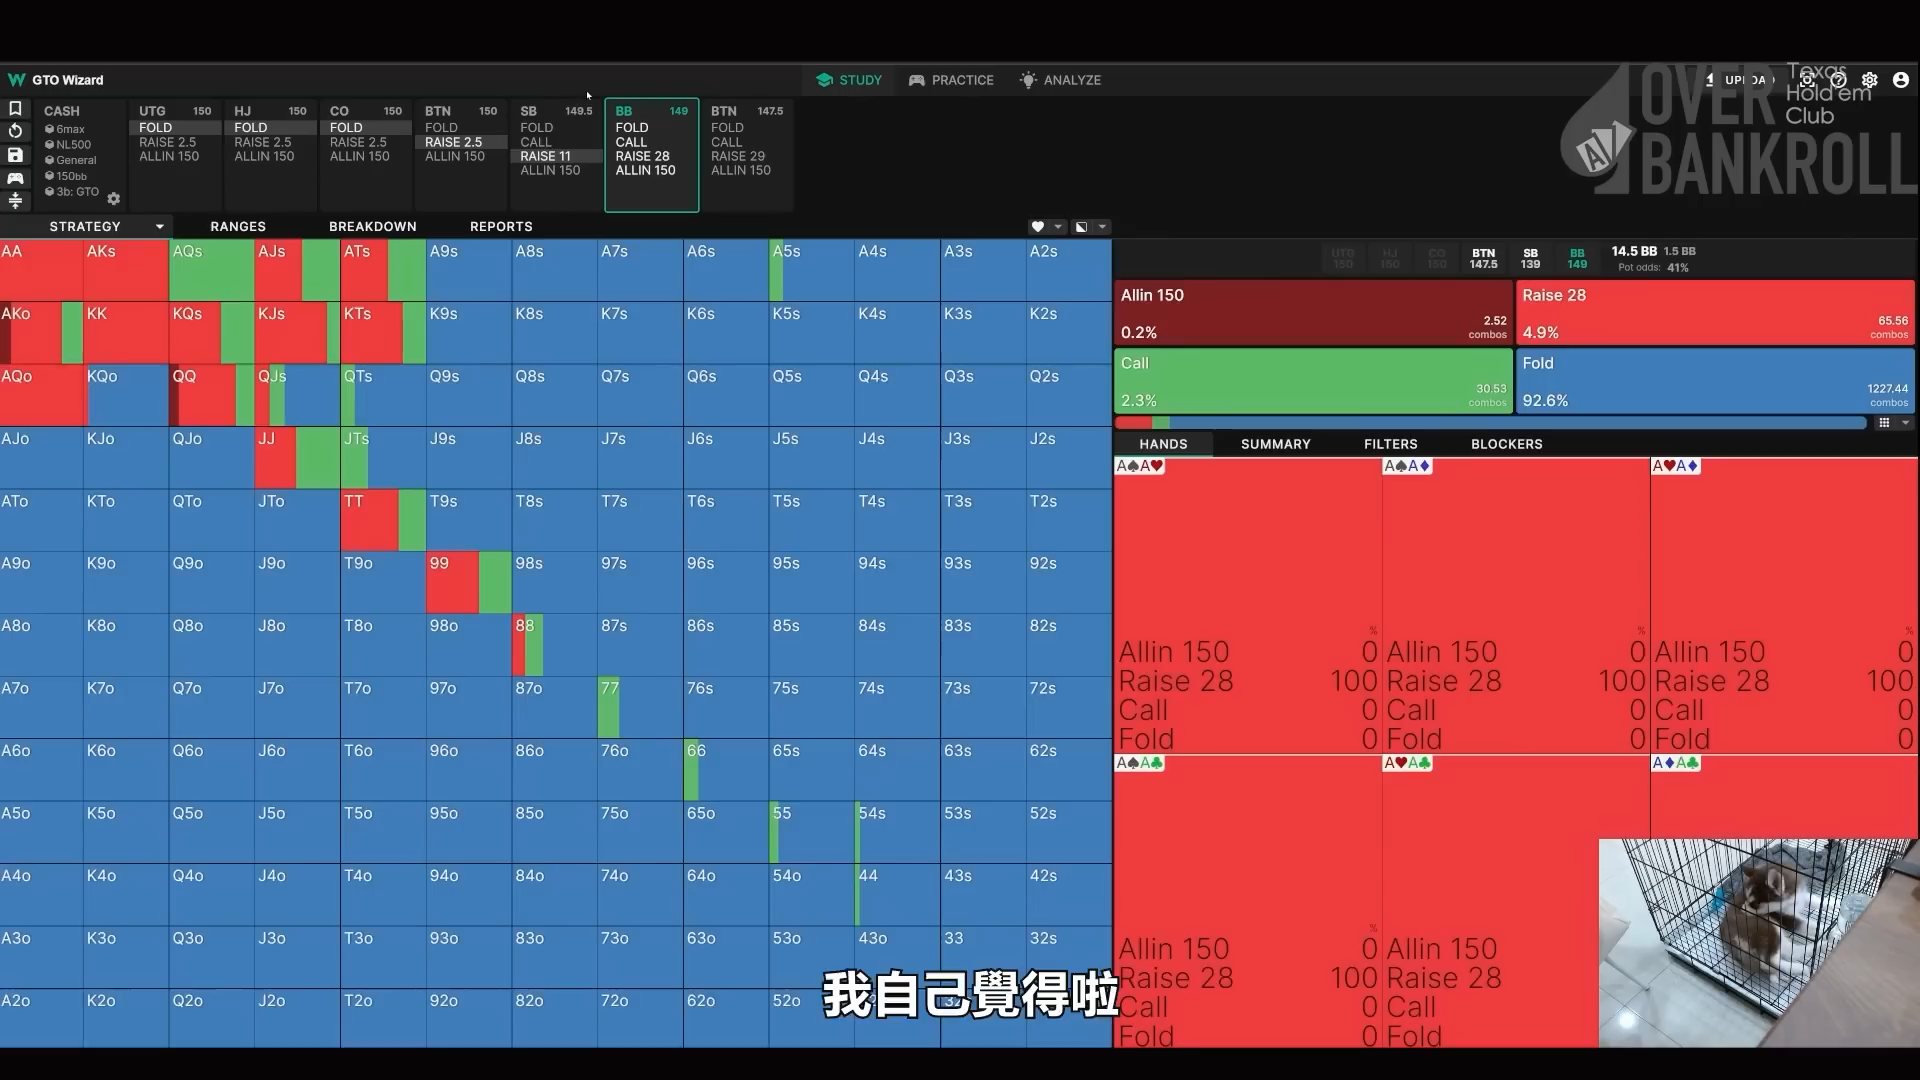 GTO Wizard
STUDY
PRACTICE
ANALYZE
UPLOAD
OVER
BANKROLL
Texas
Hold'em
Club
CASH
6max
NL500
General
150bb
3b: GTO
UTG 150
FOLD
RAISE 2.5
ALLIN 150
HJ 150
FOLD
RAISE 2.5
ALLIN 150
CO 150
FOLD
RAISE 2.5
ALLIN 150
BTN 150
FOLD
RAISE 2.5
ALLIN 150
SB 149.5
FOLD
CALL
RAISE 11
ALLIN 150
BB 149
FOLD
CALL
RAISE 28
ALLIN 150
BTN 147.5
FOLD
CALL
RAISE 29
ALLIN 150
STRATEGY RANGES BREAKDOWN REPORTS
AA AKs AQs AJs ATs A9s A8s A7s A6s A5s A4s A3s A2s
AKo KK KQs KJs KTs K9s K8s K7s K6s K5s K4s K3s K2s
AQo KQo QQ QJs QTs Q9s Q8s Q7s Q6s Q5s Q4s Q3s Q2s
AJo KJo QJo JJ JTs J9s J8s J7s J6s J5s J4s J3s J2s
ATo KTo QTo JTo TT T9s T8s T7s T6s T5s T4s T3s T2s
A9o K9o Q9o J9o T9o 99 98s 97s 96s 95s 94s 93s 92s
A8o K8o Q8o J8o T8o 98o 88 87s 86s 85s 84s 83s 82s
A7o K7o Q7o J7o T7o 97o 87o 77 76s 75s 74s 73s 72s
A6o K6o Q6o J6o T6o 96o 86o 76o 66 65s 64s 63s 62s
A5o K5o Q5o J5o T5o 95o 85o 75o 65o 55 54s 53s 52s
A4o K4o Q4o J4o T4o 94o 84o 74o 64o 54o 44 43s 42s
A3o K3o Q3o J3o T3o 93o 83o 73o 63o 53o 43o 33 32s
A2o K2o Q2o J2o T2o 92o 82o 72o 62o 52o
UTG 150
HJ 150
CO 150
BTN 147.5
SB 139
BB 149
14.5 BB 1.5 BB
Pot odds: 41%
Allin 150
0.2%
2.52 combos
Raise 28
4.9%
65.56 combos
Call
2.3%
30.53 combos
Fold
92.6%
1227.44 combos
HANDS SUMMARY FILTERS BLOCKERS
A♠A♥
%
Allin 150 0
Raise 28 100
Call 0
Fold 0
A♠A♦
%
Allin 150 0
Raise 28 100
Call 0
Fold 0
A♥A♦
%
Allin 150 0
Raise 28 100
Call 0
Fold 0
A♠A♣
%
Allin 150 0
Raise 28 100
Call 0
Fold 0
A♥A♣
Allin 150
Raise 28
Call
Fold
A♦A♣
我自己覺得啦